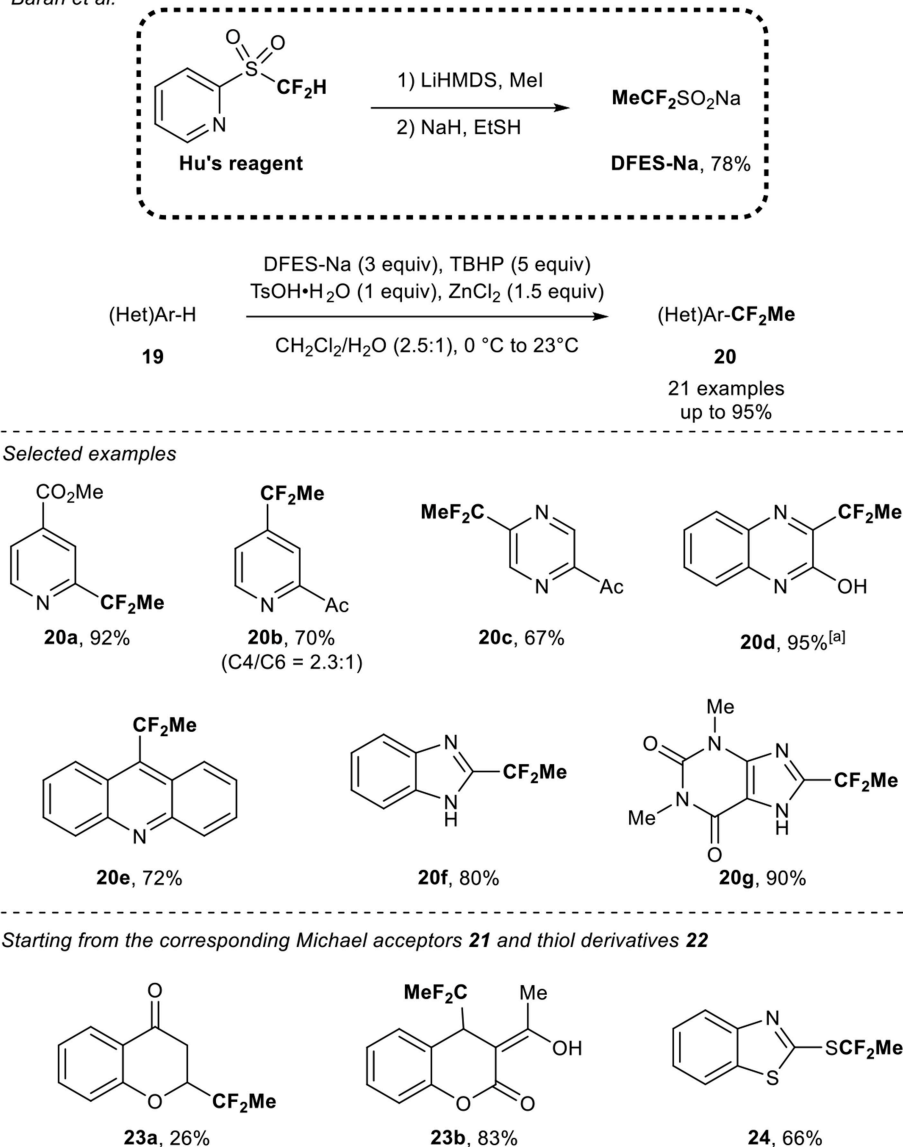 Baran et al.
O O
S
CF₂H
N
Hu's reagent
1) LiHMDS, MeI
2) NaH, EtSH
MeCF₂SO₂Na
DFES-Na, 78%
DFES-Na (3 equiv), TBHP (5 equiv)
TsOH•H₂O (1 equiv), ZnCl₂ (1.5 equiv)
(Het)Ar-H
(Het)Ar-CF₂Me
CH₂Cl₂/H₂O (2.5:1), 0 °C to 23°C
19
20
21 examples
up to 95%
Selected examples
CO₂Me
N
CF₂Me
20a, 92%
CF₂Me
N
Ac
20b, 70%
(C4/C6 = 2.3:1)
MeF₂C
N
N
Ac
20c, 67%
N
CF₂Me
N
OH
20d, 95%[a]
CF₂Me
N
20e, 72%
N
CF₂Me
N
H
20f, 80%
Me
O
N
N
CF₂Me
N
Me
N
H
O
20g, 90%
Starting from the corresponding Michael acceptors 21 and thiol derivatives 22
O
O
CF₂Me
23a, 26%
MeF₂C
Me
OH
O
O
23b, 83%
N
SCF₂Me
S
24, 66%